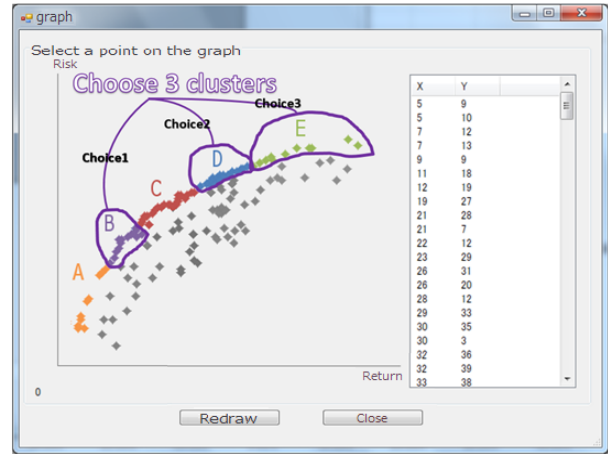 graph
Select a point on the graph
Risk
Choose 3 clusters
Choice3
Choice2
Choice1
E
D
C
B
A
Return
0
X Y
5 9
5 10
7 12
7 13
9 9
11 18
12 19
19 27
21 28
21 7
22 12
23 29
26 31
26 20
28 12
29 33
30 35
30 3
32 36
32 39
33 38
Redraw
Close